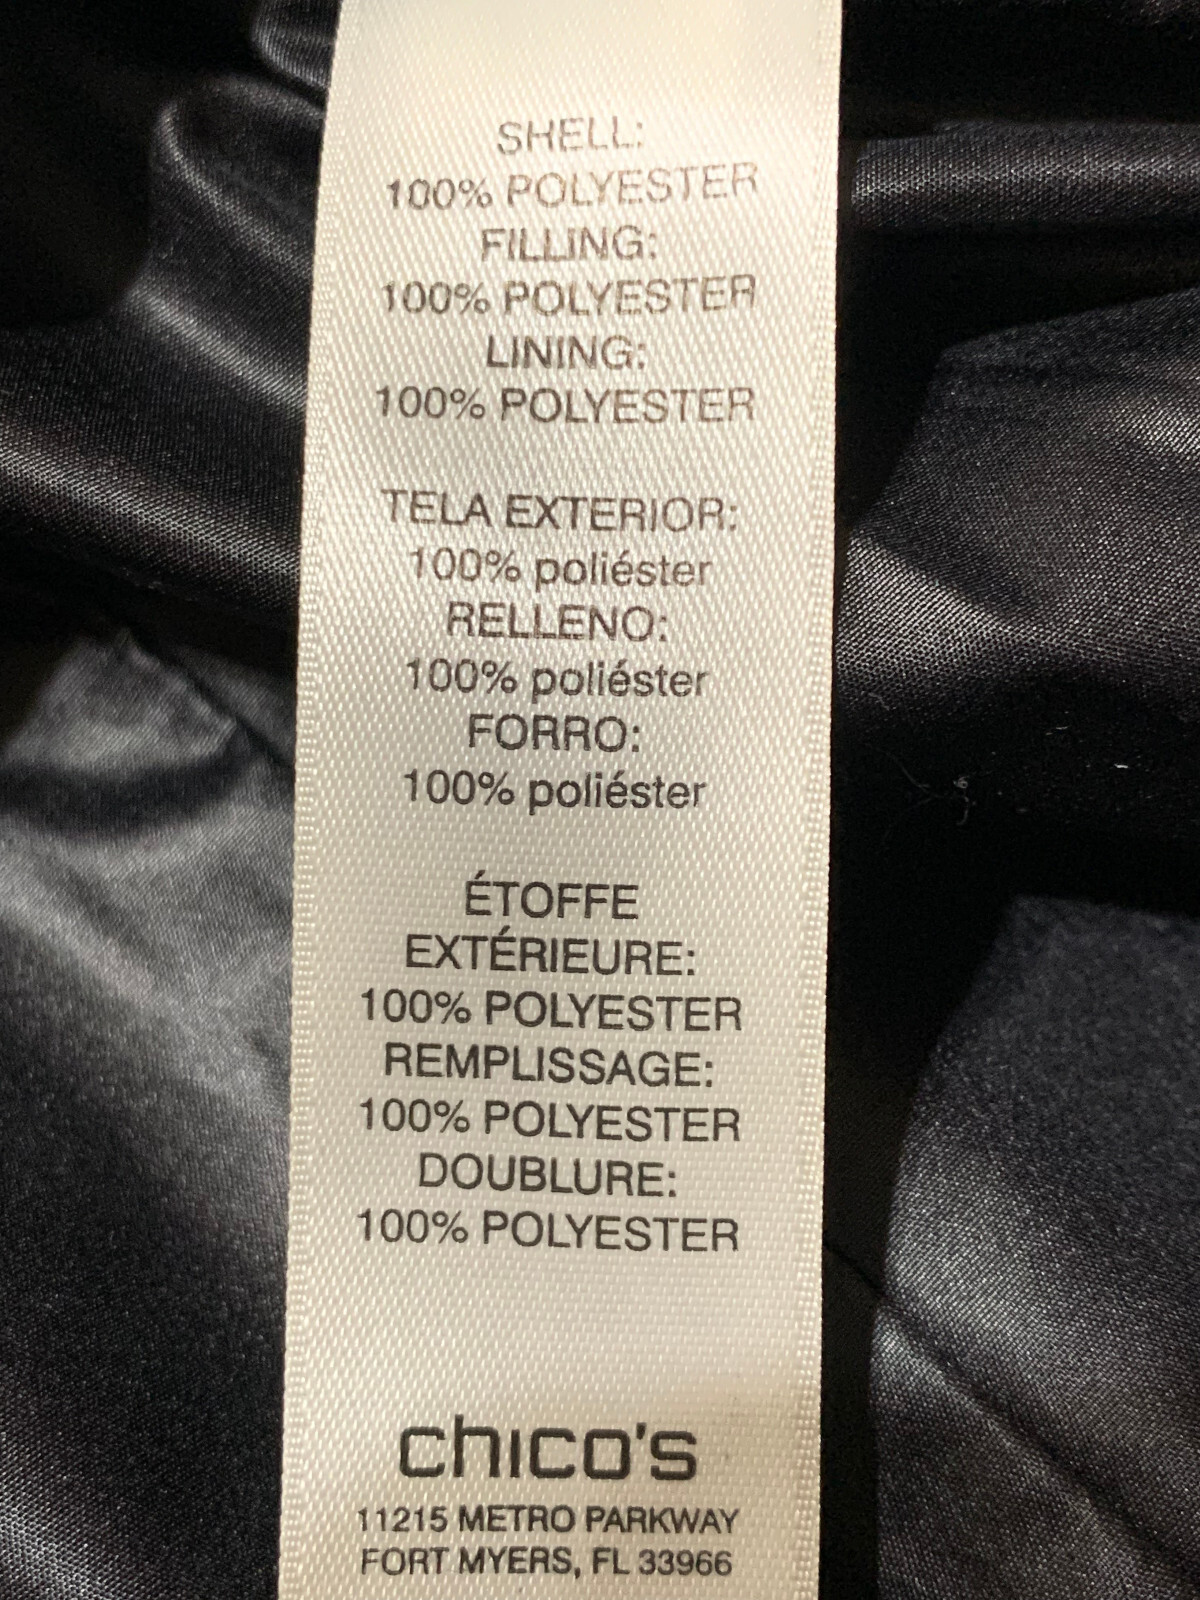 SHELL:
100% POLYESTER
FILLING:
100% POLYESTER
LINING:
100% POLYESTER
TELA EXTERIOR:
100% poliéster
RELLENO:
100% poliéster
FORRO:
100% poliéster
ÉTOFFE
EXTÉRIEURE:
100% POLYESTER
REMPLISSAGE:
100% POLYESTER
DOUBLURE:
100% POLYESTER
chico's
11215 METRO PARKWAY
FORT MYERS, FL 33966